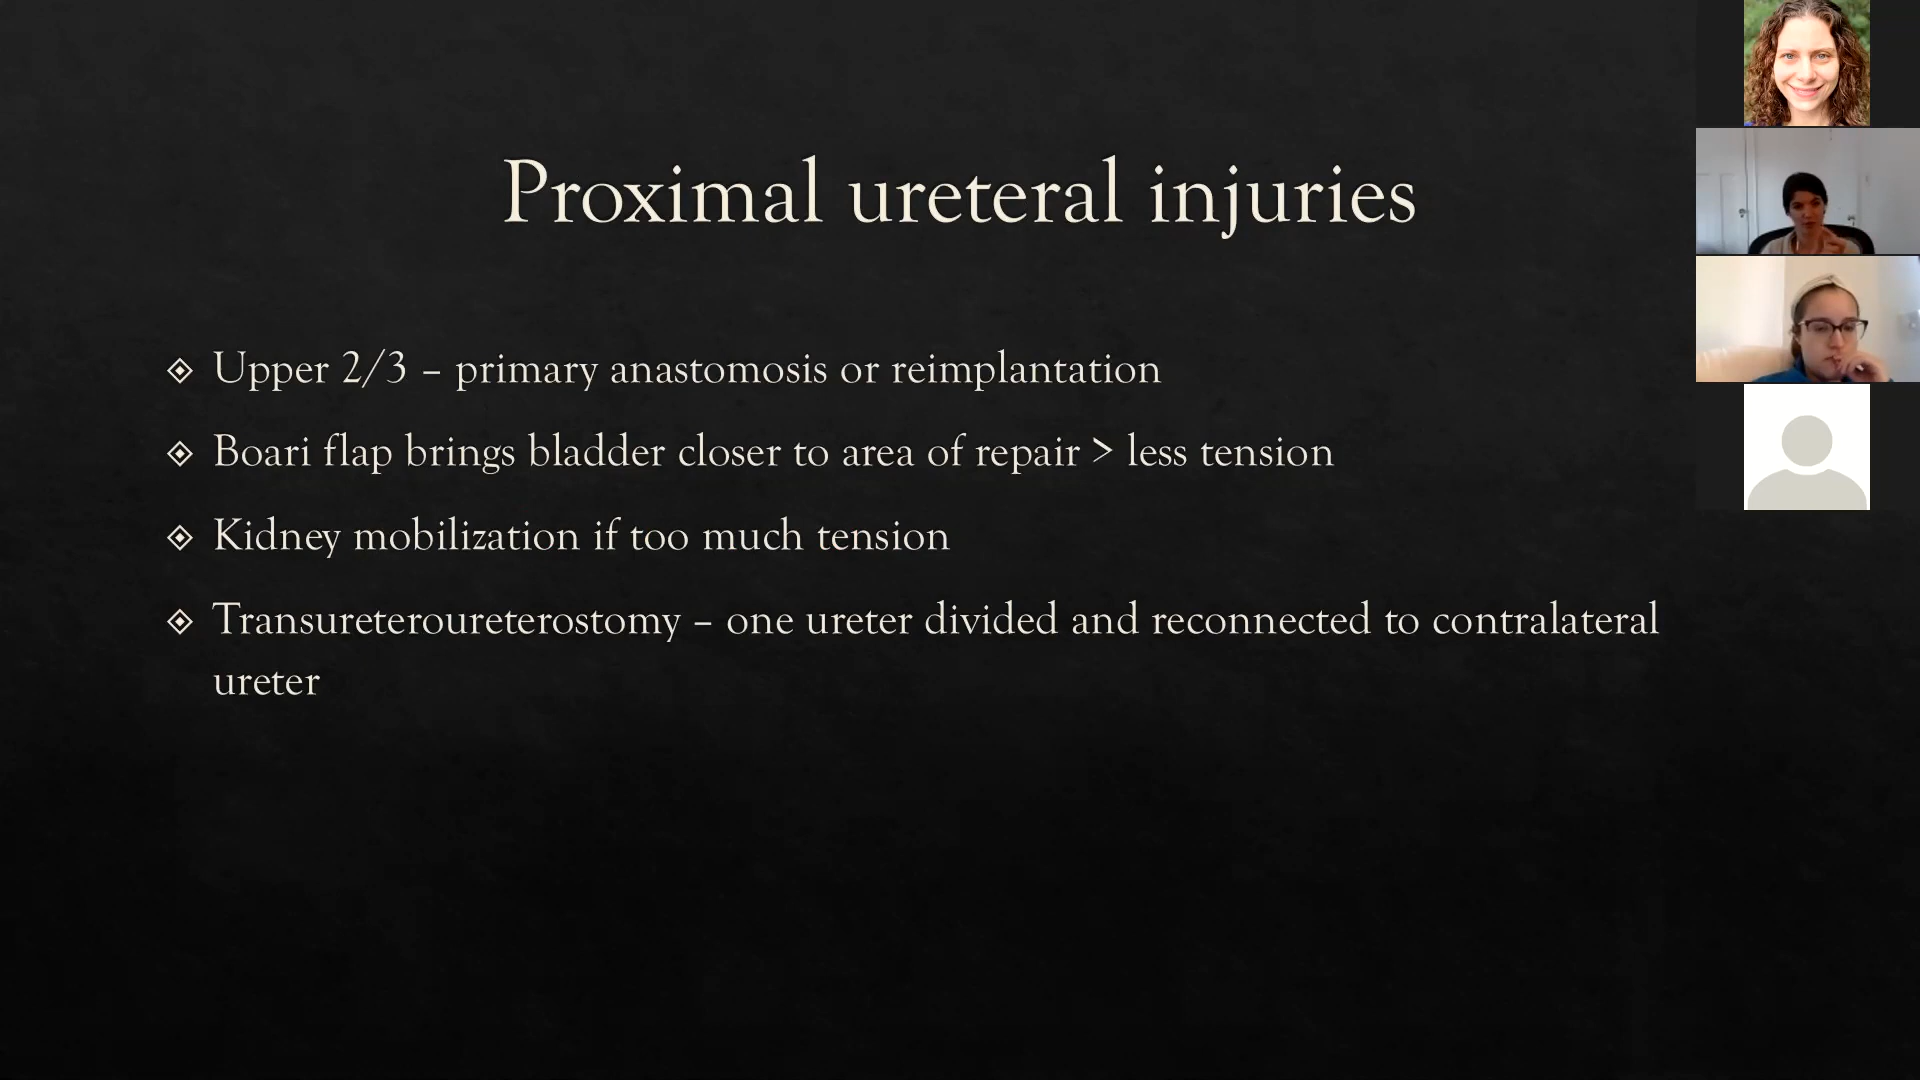 Proximal ureteral injuries
Upper 2/3 – primary anastomosis or reimplantation
Boari flap brings bladder closer to area of repair > less tension
Kidney mobilization if too much tension
Transureteroureterostomy – one ureter divided and reconnected to contralateral
ureter